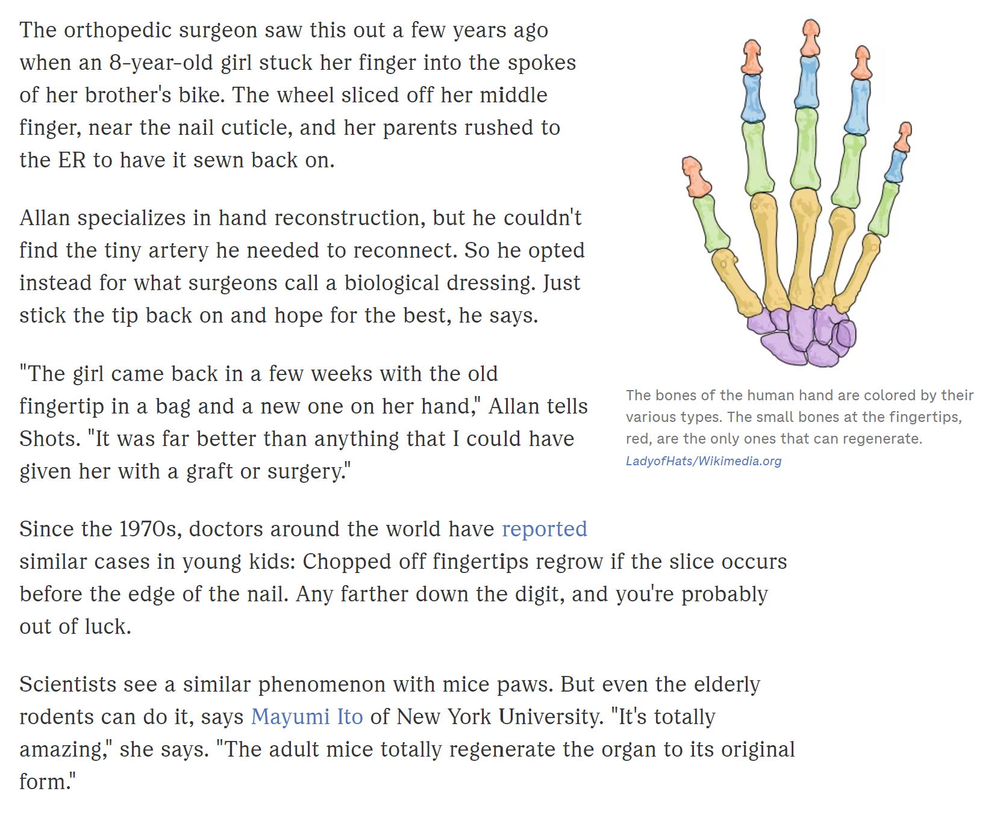 The orthopedic surgeon saw this out a few years ago
when an 8-year-old girl stuck her finger into the spokes
of her brother's bike. The wheel sliced off her middle
finger, near the nail cuticle, and her parents rushed to
the ER to have it sewn back on.
Allan specializes in hand reconstruction, but he couldn't
find the tiny artery he needed to reconnect. So he opted
instead for what surgeons call a biological dressing. Just
stick the tip back on and hope for the best, he says.
"The girl came back in a few weeks with the old
fingertip in a bag and a new one on her hand," Allan tells
Shots. "It was far better than anything that I could have
given her with a graft or surgery."
The bones of the human hand are colored by their
various types. The small bones at the fingertips,
red, are the only ones that can regenerate.
LadyofHats/Wikimedia.org
Since the 1970s, doctors around the world have reported
similar cases in young kids: Chopped off fingertips regrow if the slice occurs
before the edge of the nail. Any farther down the digit, and you're probably
out of luck.
Scientists see a similar phenomenon with mice paws. But even the elderly
rodents can do it, says Mayumi Ito of New York University. "It's totally
amazing," she says. "The adult mice totally regenerate the organ to its original
form."